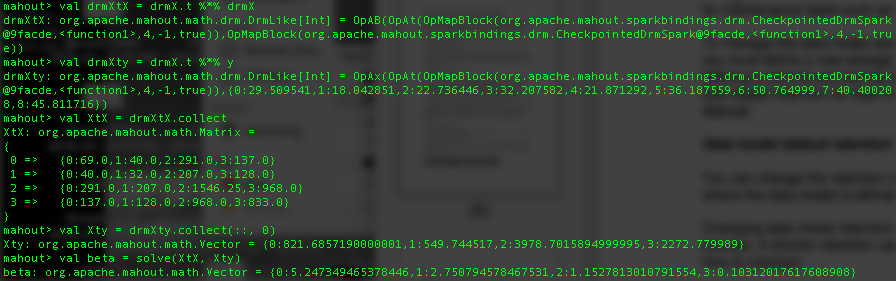 mahout> val drmXtX = drmX.t %*% drmX
drmXtX: org.apache.mahout.math.drm.DrmLike[Int] = OpAB(OpAt(OpMapBlock(org.apache.mahout.sparkbindings.drm.CheckpointedDrmSpark
@9facde,<function1>,4,-1,true)),OpMapBlock(org.apache.mahout.sparkbindings.drm.CheckpointedDrmSpark@9facde,<function1>,4,-1,tru
e))
mahout> val drmXty = drmX.t %*% y
drmXty: org.apache.mahout.math.drm.DrmLike[Int] = OpAx(OpAt(OpMapBlock(org.apache.mahout.sparkbindings.drm.CheckpointedDrmSpark
@9facde,<function1>,4,-1,true)),{0:29.509541,1:18.042851,2:22.736446,3:32.207582,4:21.871292,5:36.187559,6:50.764999,7:40.40020
8,8:45.811716})
mahout> val XtX = drmXtX.collect
XtX: org.apache.mahout.math.Matrix =
{
0 => {0:69.0,1:40.0,2:291.0,3:137.0}
1 => {0:40.0,1:32.0,2:207.0,3:128.0}
2 => {0:291.0,1:207.0,2:1546.25,3:968.0}
3 => {0:137.0,1:128.0,2:968.0,3:833.0}
}
mahout> val Xty = drmXty.collect(::, 0)
Xty: org.apache.mahout.math.Vector = {0:821.6857190000001,1:549.744517,2:3978.7015894999995,3:2272.779989}
mahout> val beta = solve(XtX, Xty)
beta: org.apache.mahout.math.Vector = {0:5.247349465378446,1:2.750794578467531,2:1.1527813010791554,3:0.10312017617608908}